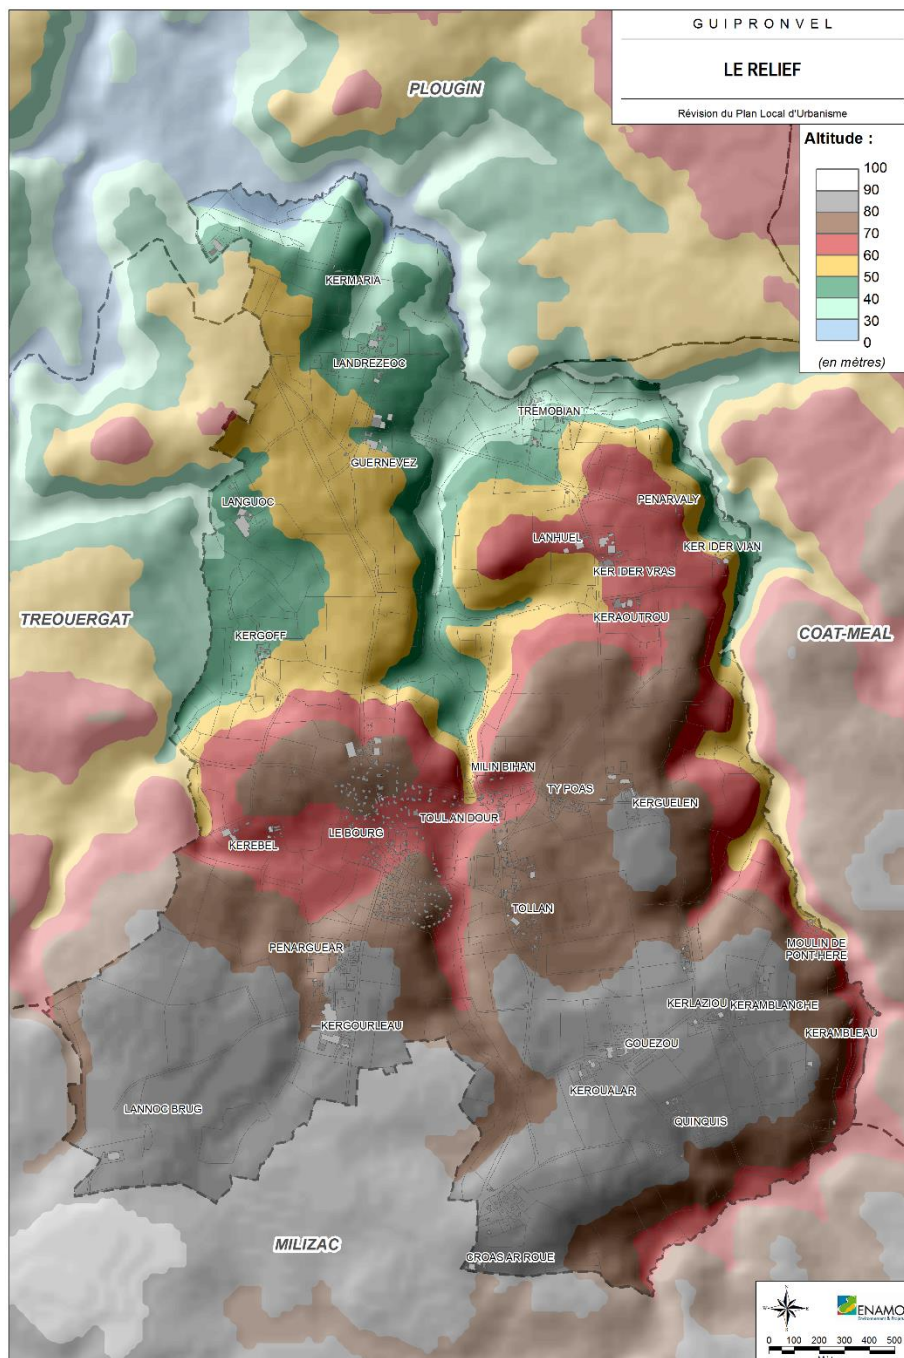 GUIPRONVEL
LE RELIEF
Révision du Plan Local d'Urbanisme
Altitude :
100
90
80
70
60
50
40
30
0
(en mètres)
PLOUGIN
KERMARIA
LANDREZEOC
TREMOBIAN
GUERNEVEZ
LANGUOC
PENARVALY
LANHUEL
KER IDER VIAN
KER IDER VRAS
KERAOUTROU
TREOUERGAT
KERGOFF
COAT-MEAL
MILIN BIHAN
TY POAS
KERGUELEN
TOUL AN DOUR
LE BOURG
KEREBEL
TOLLAN
PENARGUEAR
MOULIN DE
PONT-HERE
KERLAZIOU
KERAMBLANCHE
KERGOURLEAU
KERAMBLEAU
GOUEZOU
KEROUALAR
LANNOC BRUG
QUINQUIS
MILIZAC
CROAS AR ROUE
N
ENAMO
0 100 200 300 400 500